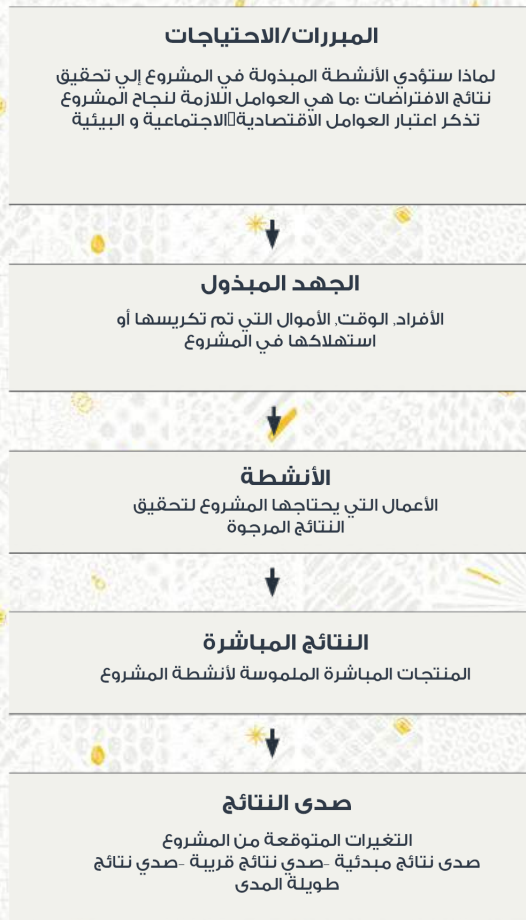 المبررات/الاحتياجات
لماذا ستؤدي الأنشطة المبذولة في المشروع إلي تحقيق
نتائج الافتراضات :ما هي العوامل اللازمة لنجاح المشروع
تذكر اعتبار العوامل الاقتصادية▯الاجتماعية و البيئية
الجهد المبذول
الأفراد, الوقت, الأموال التي تم تكريسها أو
استهلاكها في المشروع
الأنشطة
الأعمال التي يحتاجها المشروع لتحقيق
النتائج المرجوة
النتائج المباشرة
المنتجات المباشرة الملموسة لأنشطة المشروع
صدى النتائج
التغيرات المتوقعة من المشروع
صدى نتائج مبدئية -صدي نتائج قريبة -صدي نتائج
طويلة المدى